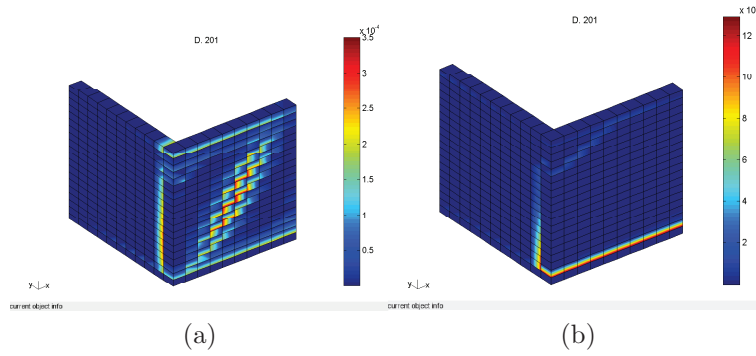 D. 201
x 10⁻⁴
3.5
3
2.5
2
1.5
1
0.5
y x
current object info
(a)
D. 201
x 10
12
10
8
6
4
2
y x
current object info
(b)